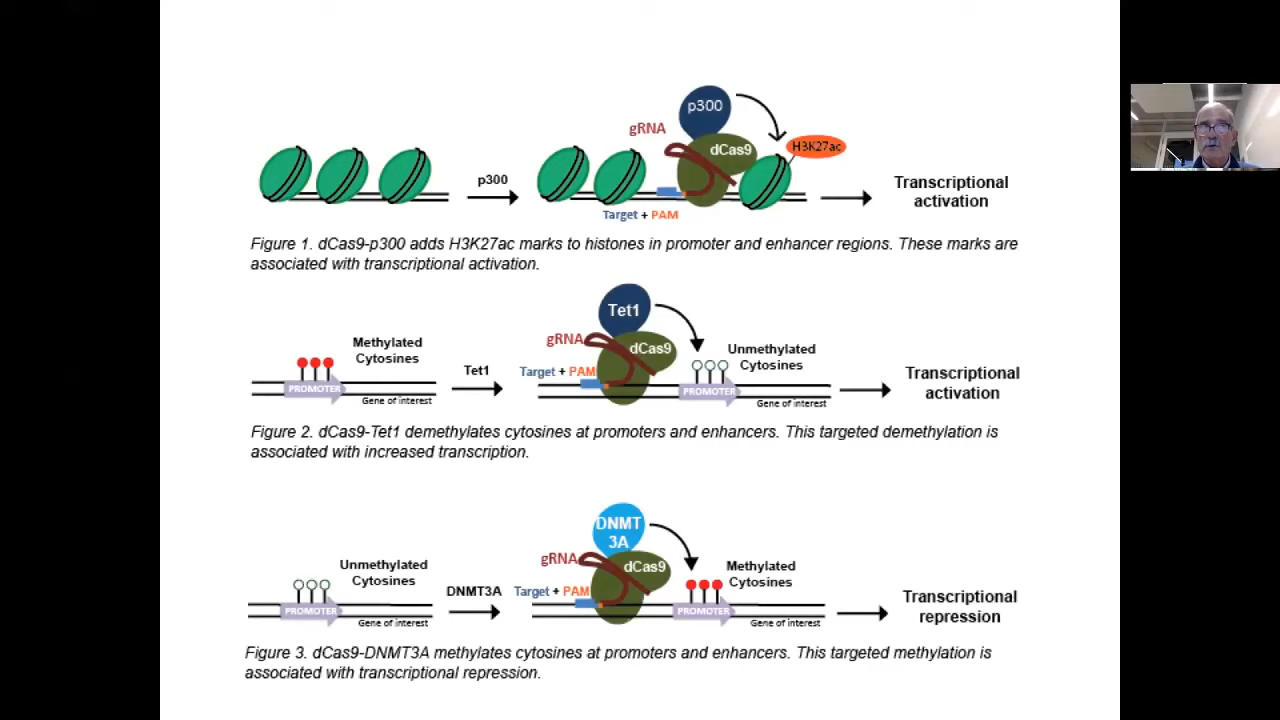 p300
gRNA
dCas9
H3K27ac
p300
Target + PAM
Transcriptional
activation
Figure 1. dCas9-p300 adds H3K27ac marks to histones in promoter and enhancer regions. These marks are
associated with transcriptional activation.
Tet1
gRNA
dCas9
Methylated
Cytosines
Unmethylated
Cytosines
Tet1
Target + PAM
PROMOTER
Gene of interest
PROMOTER
Gene of interest
Transcriptional
activation
Figure 2. dCas9-Tet1 demethylates cytosines at promoters and enhancers. This targeted demethylation is
associated with increased transcription.
DNMT
3A
gRNA
dCas9
Unmethylated
Cytosines
Methylated
Cytosines
DNMT3A
Target + PAM
PROMOTER
Gene of interest
PROMOTER
Gene of interest
Transcriptional
repression
Figure 3. dCas9-DNMT3A methylates cytosines at promoters and enhancers. This targeted methylation is
associated with transcriptional repression.